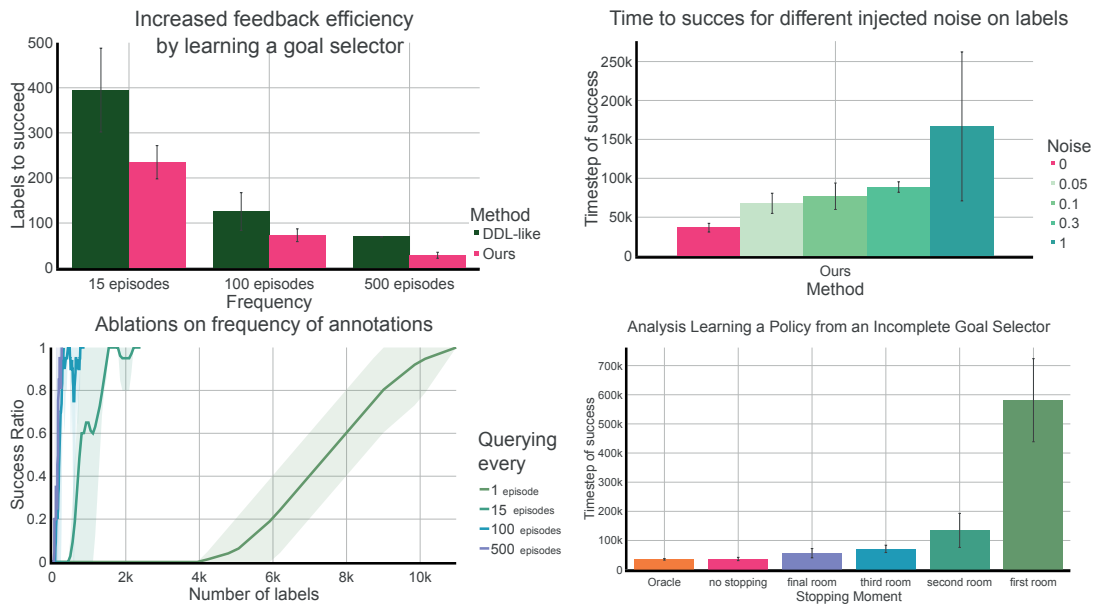 Increased feedback efficiency
by learning a goal selector
Labels to succeed
500
400
300
200
100
0
15 episodes
100 episodes
500 episodes
Frequency
Method
DDL-like
Ours
Time to succes for different injected noise on labels
Timestep of success
250k
200k
150k
100k
50k
0
Ours
Method
Noise
0
0.05
0.1
0.3
1
Ablations on frequency of annotations
Success Ratio
1
0.8
0.6
0.4
0.2
0
0
2k
4k
6k
8k
10k
Number of labels
Querying
every
1 episode
15 episodes
100 episodes
500 episodes
Analysis Learning a Policy from an Incomplete Goal Selector
Timestep of success
700k
600k
500k
400k
300k
200k
100k
0
Oracle
no stopping
final room
third room
second room
first room
Stopping Moment